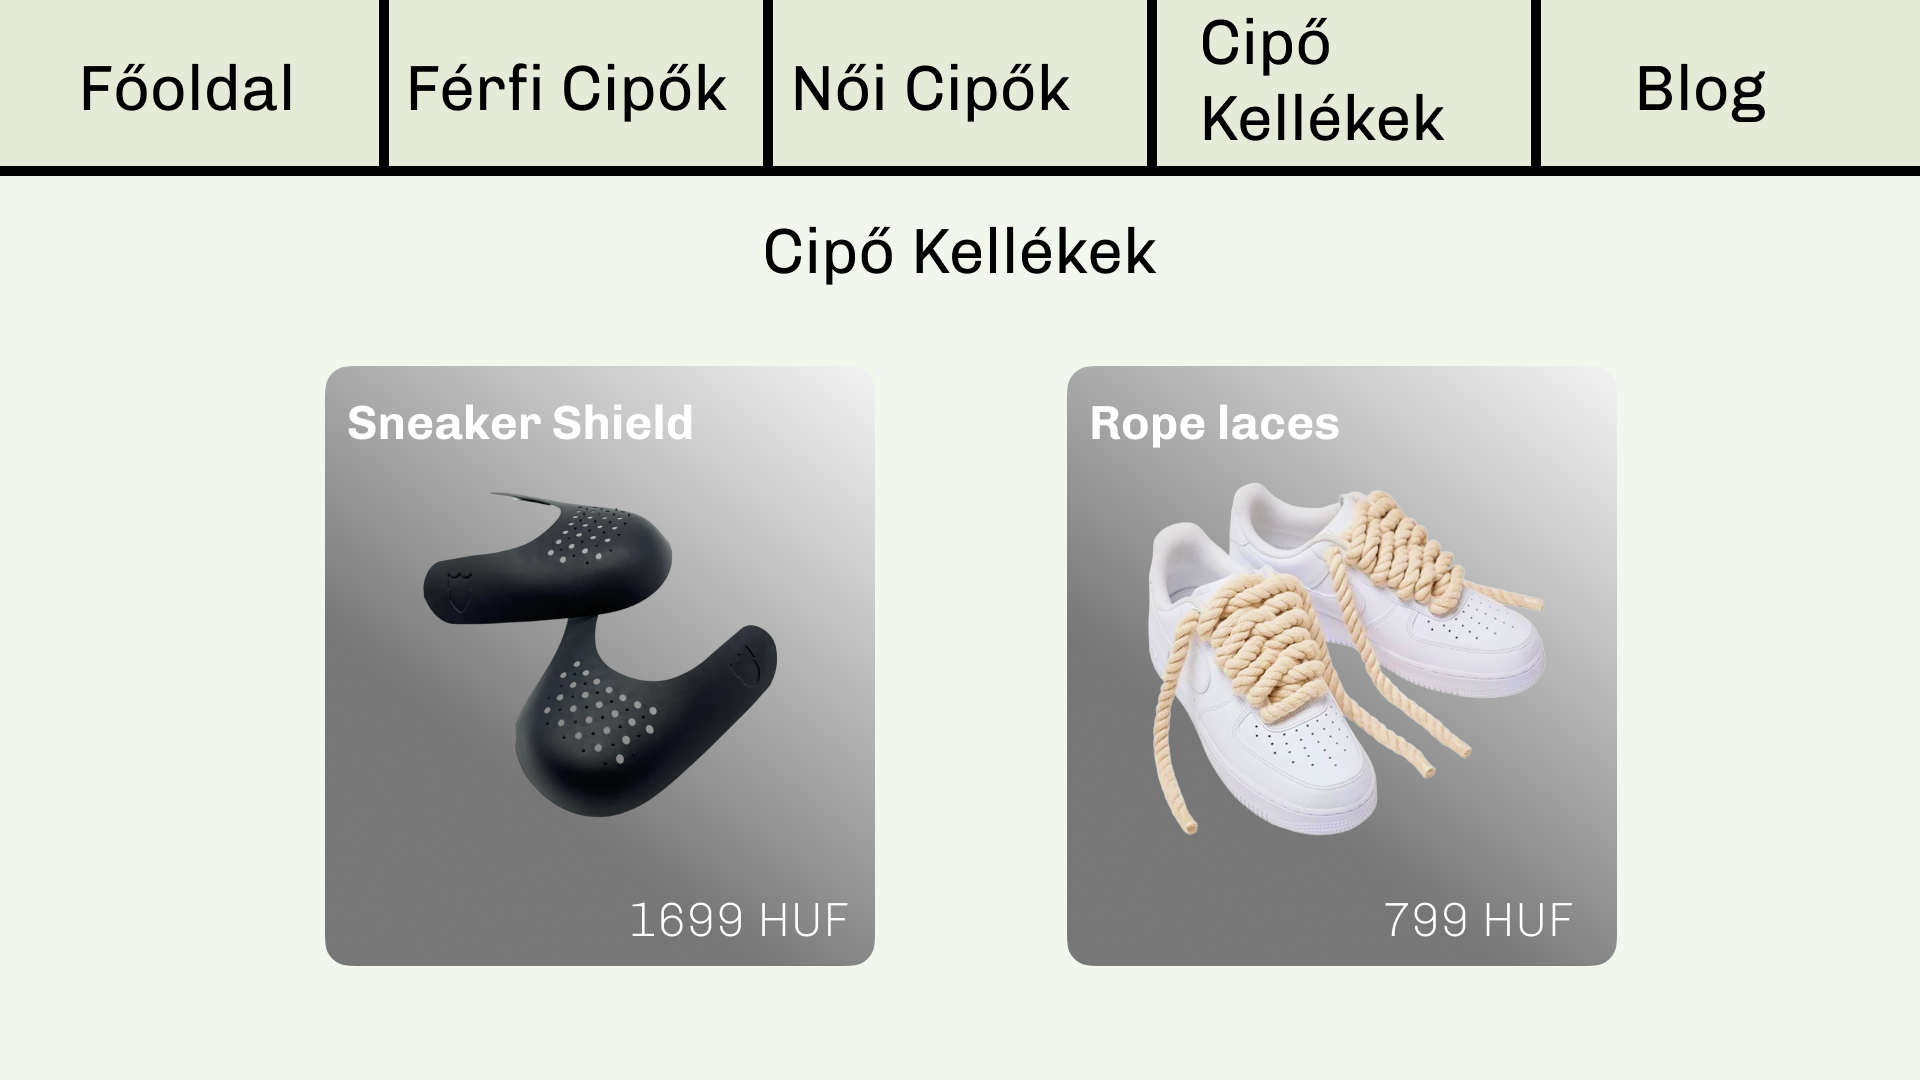 Főoldal
Férfi Cipők
Női Cipők
Cipő
Kellékek
Blog
Cipő Kellékek
Sneaker Shield
1699 HUF
Rope laces
799 HUF